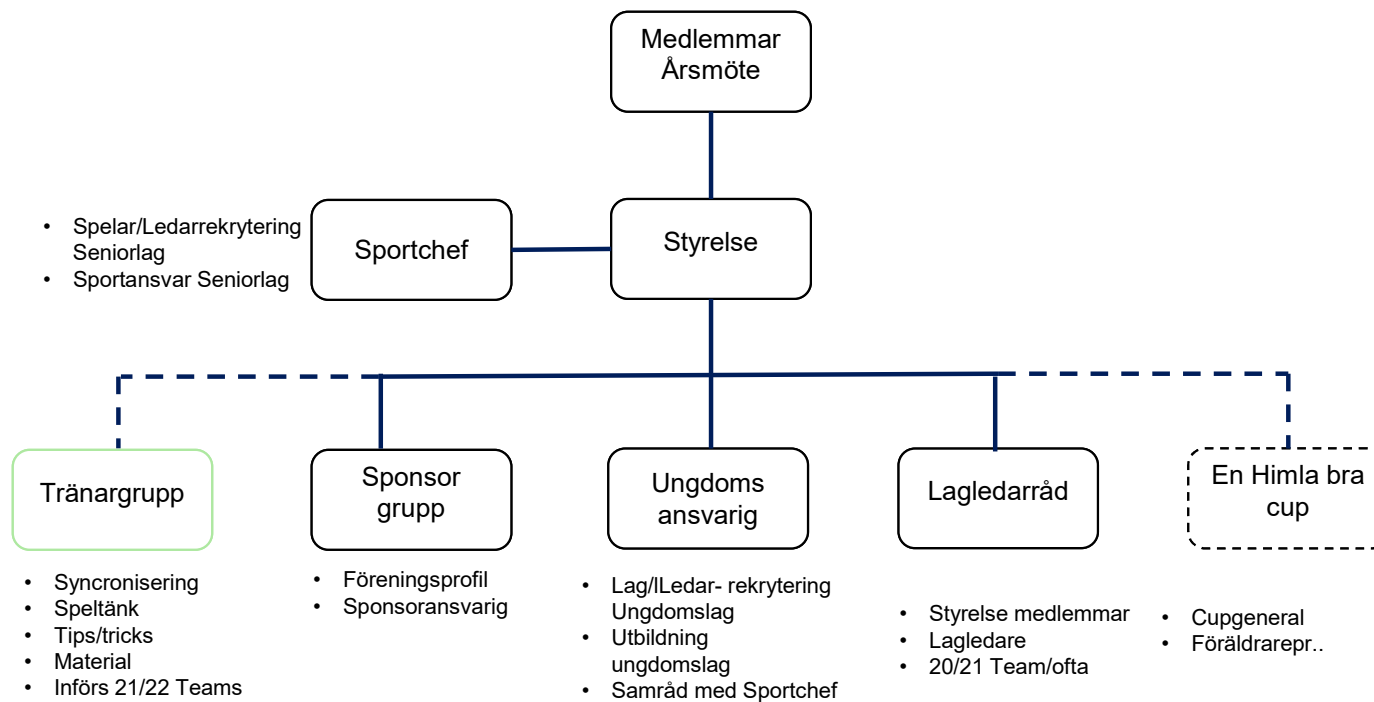 Medlemmar
Årsmöte
• Spelar/Ledarrekrytering
Seniorlag
• Sportansvar Seniorlag
Sportchef
Styrelse
Tränargrupp
Sponsor
grupp
Ungdoms
ansvarig
Lagledarråd
En Himla bra
cup
• Syncronisering
• Speltänk
• Tips/tricks
• Material
• Införs 21/22 Teams
• Föreningsprofil
• Sponsoransvarig
• Lag/lLedar- rekrytering
Ungdomslag
• Utbildning
ungdomslag
• Samråd med Sportchef
• Styrelse medlemmar
• Lagledare
• 20/21 Team/ofta
• Cupgeneral
• Föräldrarepr..